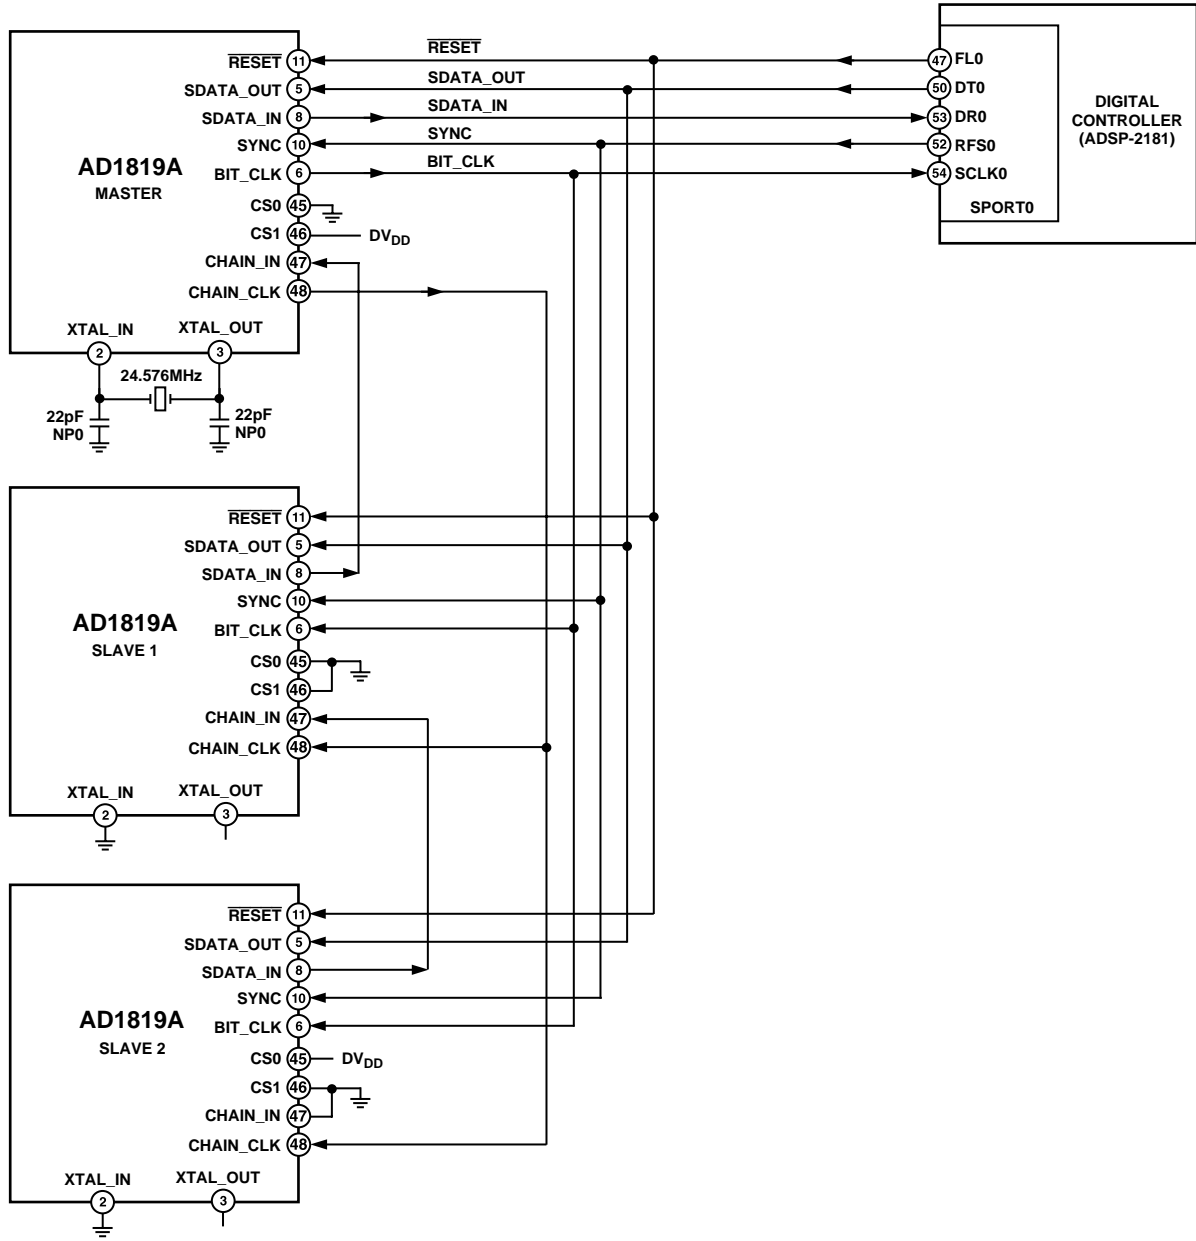 RESET 11
SDATA_OUT 5
SDATA_IN 8
SYNC 10
BIT_CLK 6
CS0 45
CS1 46 DVDD
CHAIN_IN 47
CHAIN_CLK 48
AD1819A
MASTER
XTAL_IN XTAL_OUT
2 3
24.576MHz
22pF
NP0
22pF
NP0
RESET
SDATA_OUT
SDATA_IN
SYNC
BIT_CLK
47 FL0
50 DT0
53 DR0
52 RFS0
54 SCLK0
SPORT0
DIGITAL
CONTROLLER
(ADSP-2181)
RESET 11
SDATA_OUT 5
SDATA_IN 8
SYNC 10
BIT_CLK 6
CS0 45
CS1 46
CHAIN_IN 47
CHAIN_CLK 48
AD1819A
SLAVE 1
XTAL_IN XTAL_OUT
2 3
RESET 11
SDATA_OUT 5
SDATA_IN 8
SYNC 10
BIT_CLK 6
CS0 45 DVDD
CS1 46
CHAIN_IN 47
CHAIN_CLK 48
AD1819A
SLAVE 2
XTAL_IN XTAL_OUT
2 3